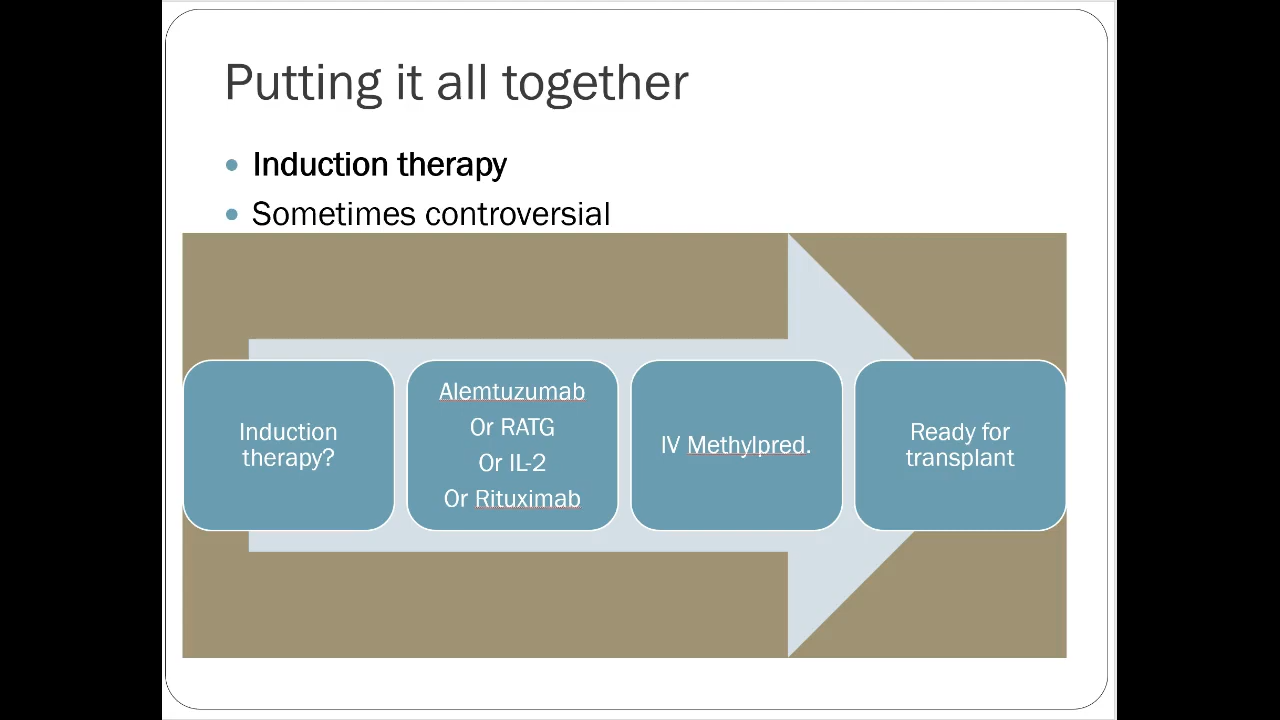 Putting it all together
Induction therapy
Sometimes controversial
Induction
therapy?
Alemtuzumab
Or RATG
Or IL-2
Or Rituximab
IV Methylpred.
Ready for
transplant